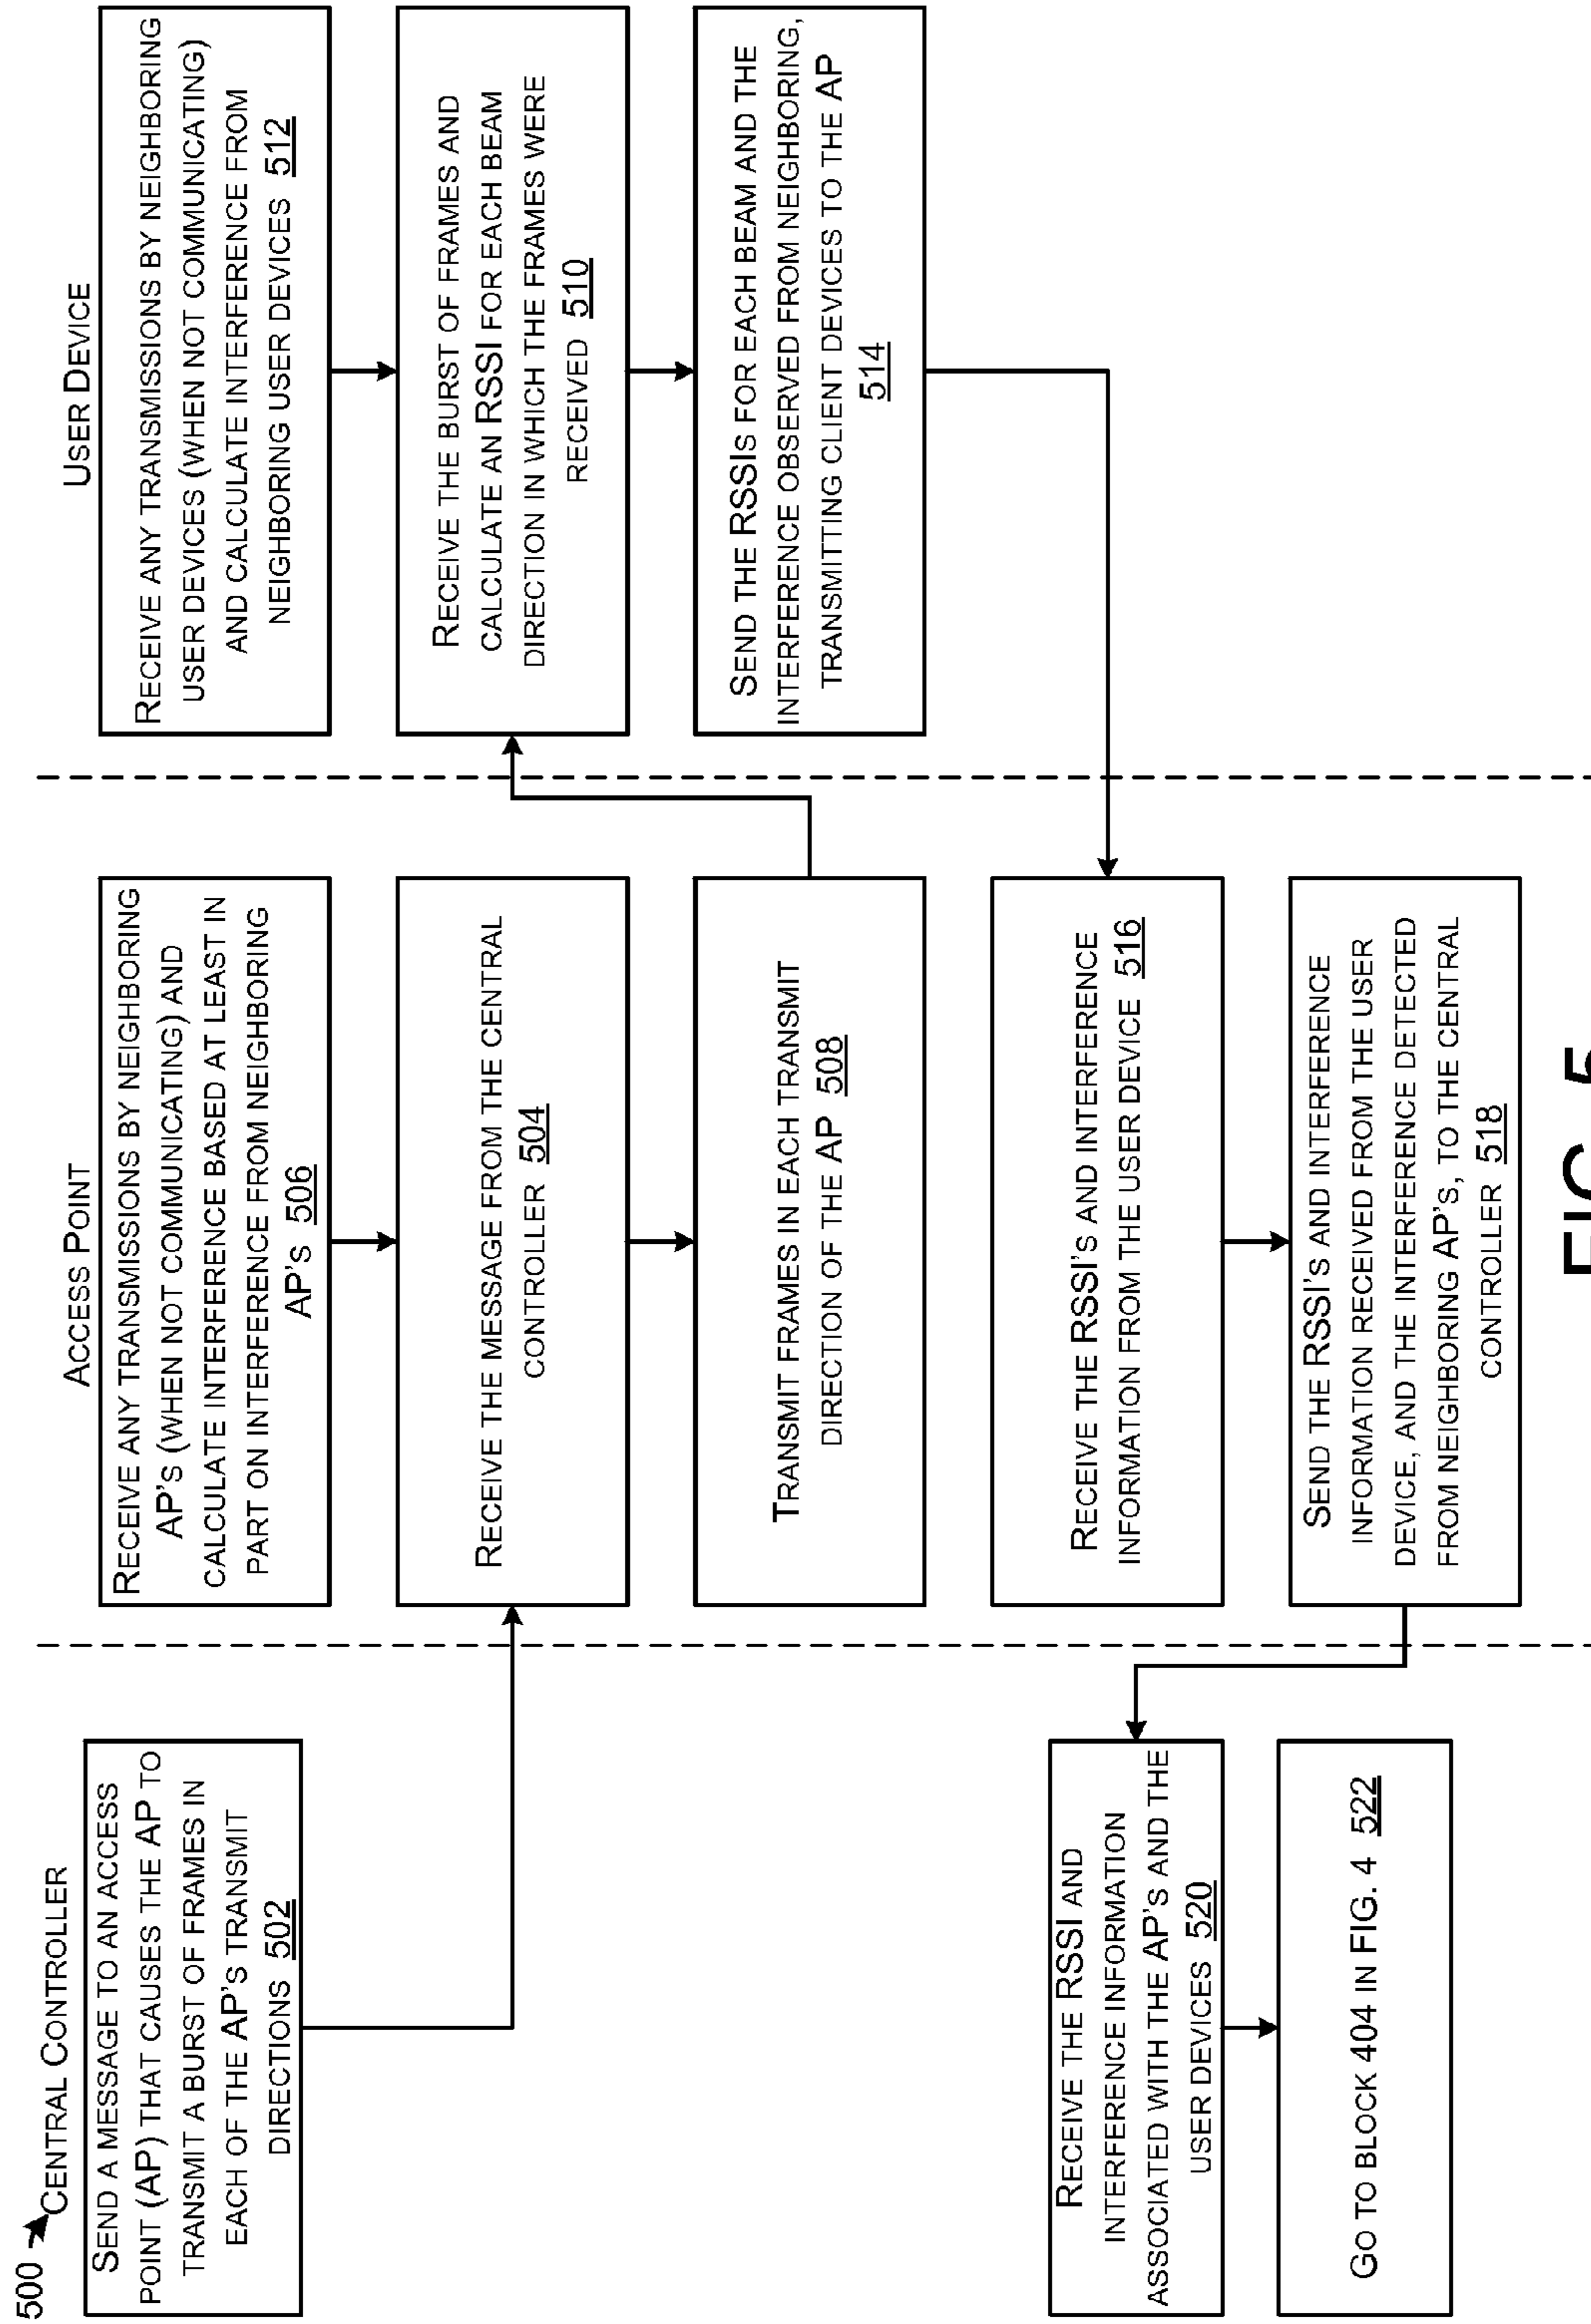 500
CENTRAL CONTROLLER
SEND A MESSAGE TO AN ACCESS
POINT (AP) THAT CAUSES THE AP TO
TRANSMIT A BURST OF FRAMES IN
EACH OF THE AP'S TRANSMIT
DIRECTIONS 502
RECEIVE THE RSSI AND
INTERFERENCE INFORMATION
ASSOCIATED WITH THE AP'S AND THE
USER DEVICES 520
GO TO BLOCK 404 IN FIG. 4 522
ACCESS POINT
RECEIVE ANY TRANSMISSIONS BY NEIGHBORING
AP'S (WHEN NOT COMMUNICATING) AND
CALCULATE INTERFERENCE BASED AT LEAST IN
PART ON INTERFERENCE FROM NEIGHBORING
AP'S 506
RECEIVE THE MESSAGE FROM THE CENTRAL
CONTROLLER 504
TRANSMIT FRAMES IN EACH TRANSMIT
DIRECTION OF THE AP 508
RECEIVE THE RSSI'S AND INTERFERENCE
INFORMATION FROM THE USER DEVICE 516
SEND THE RSSI'S AND INTERFERENCE
INFORMATION RECEIVED FROM THE USER
DEVICE, AND THE INTERFERENCE DETECTED
FROM NEIGHBORING AP'S, TO THE CENTRAL
CONTROLLER 518
USER DEVICE
RECEIVE ANY TRANSMISSIONS BY NEIGHBORING
USER DEVICES (WHEN NOT COMMUNICATING)
AND CALCULATE INTERFERENCE FROM
NEIGHBORING USER DEVICES 512
RECEIVE THE BURST OF FRAMES AND
CALCULATE AN RSSI FOR EACH BEAM
DIRECTION IN WHICH THE FRAMES WERE
RECEIVED 510
SEND THE RSSIS FOR EACH BEAM AND THE
INTERFERENCE OBSERVED FROM NEIGHBORING,
TRANSMITTING CLIENT DEVICES TO THE AP
514
FIG. 5